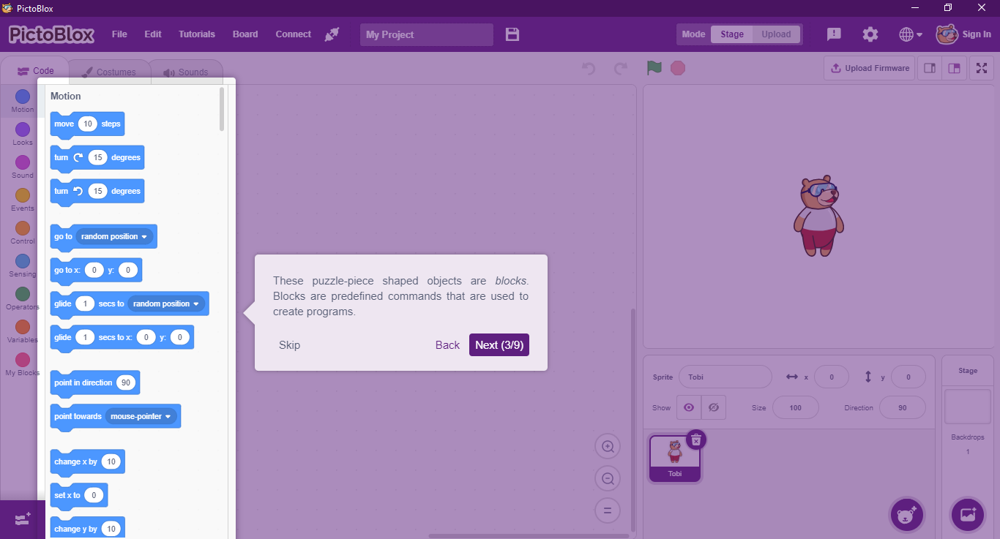 PictoBlox
PictoBlox File Edit Tutorials Board Connect My Project Mode Stage Upload Sign In
Code Costumes Sounds Upload Firmware
Motion
Looks
Sound
Events
Control
Sensing
Operators
Variables
My Blocks
Motion
move 10 steps
turn 15 degrees
turn 15 degrees
go to random position
go to x: 0 y: 0
glide 1 secs to random position
glide 1 secs to x: 0 y: 0
point in direction 90
point towards mouse-pointer
change x by 10
set x to 0
change y by 10
These puzzle-piece shaped objects are blocks.
Blocks are predefined commands that are used to
create programs.
Skip Back Next (3/9)
Sprite Tobi x 0 y 0
Show Size 100 Direction 90
Tobi
Stage
Backdrops
1